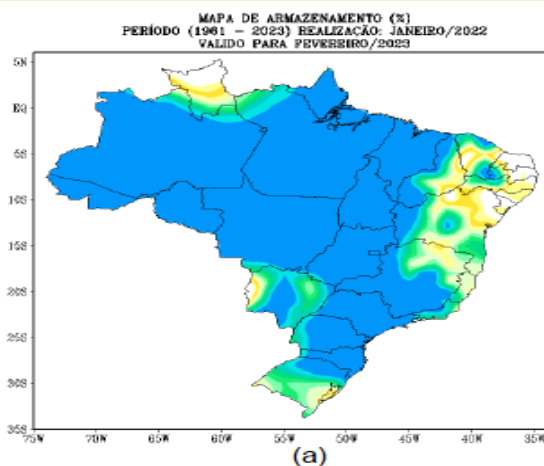 MAPA DE ARMAZENAMENTO (%)
PERÍODO (1961 – 2023) REALIZAÇÃO: JANEIRO/2022
VALIDO PARA FEVEREIRO/2023
5N
EQ
5S
10S
15S
20S
25S
30S
35S
75W 70W 65W 60W 55W 50W 45W 40W 35W
(a)